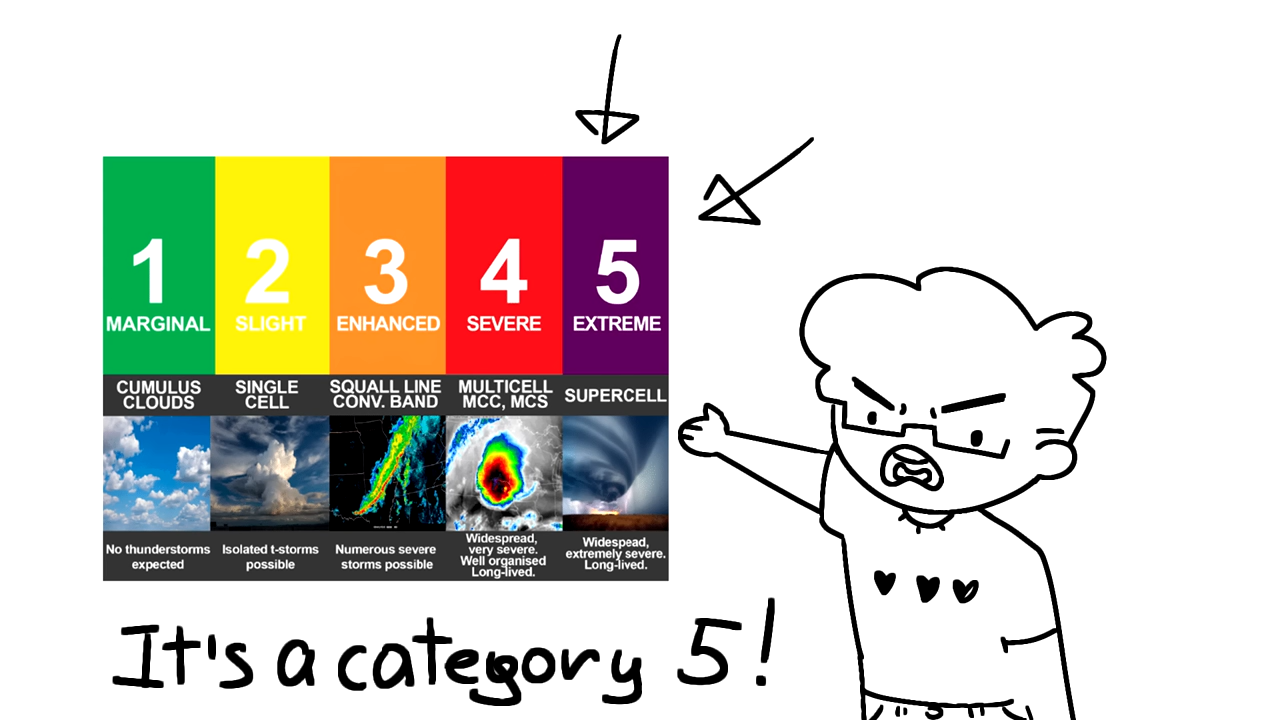 1 2 3 4 5
MARGINAL SLIGHT ENHANCED SEVERE EXTREME
CUMULUS
CLOUDS
SINGLE
CELL
SQUALL LINE
CONV. BAND
MULTICELL
MCC, MCS
SUPERCELL
No thunderstorms
expected
Isolated t-storms
possible
Numerous severe
storms possible
Widespread,
very severe.
Well organised
Long-lived.
Widespead,
extremely severe.
Long-lived.
It's a category 5!